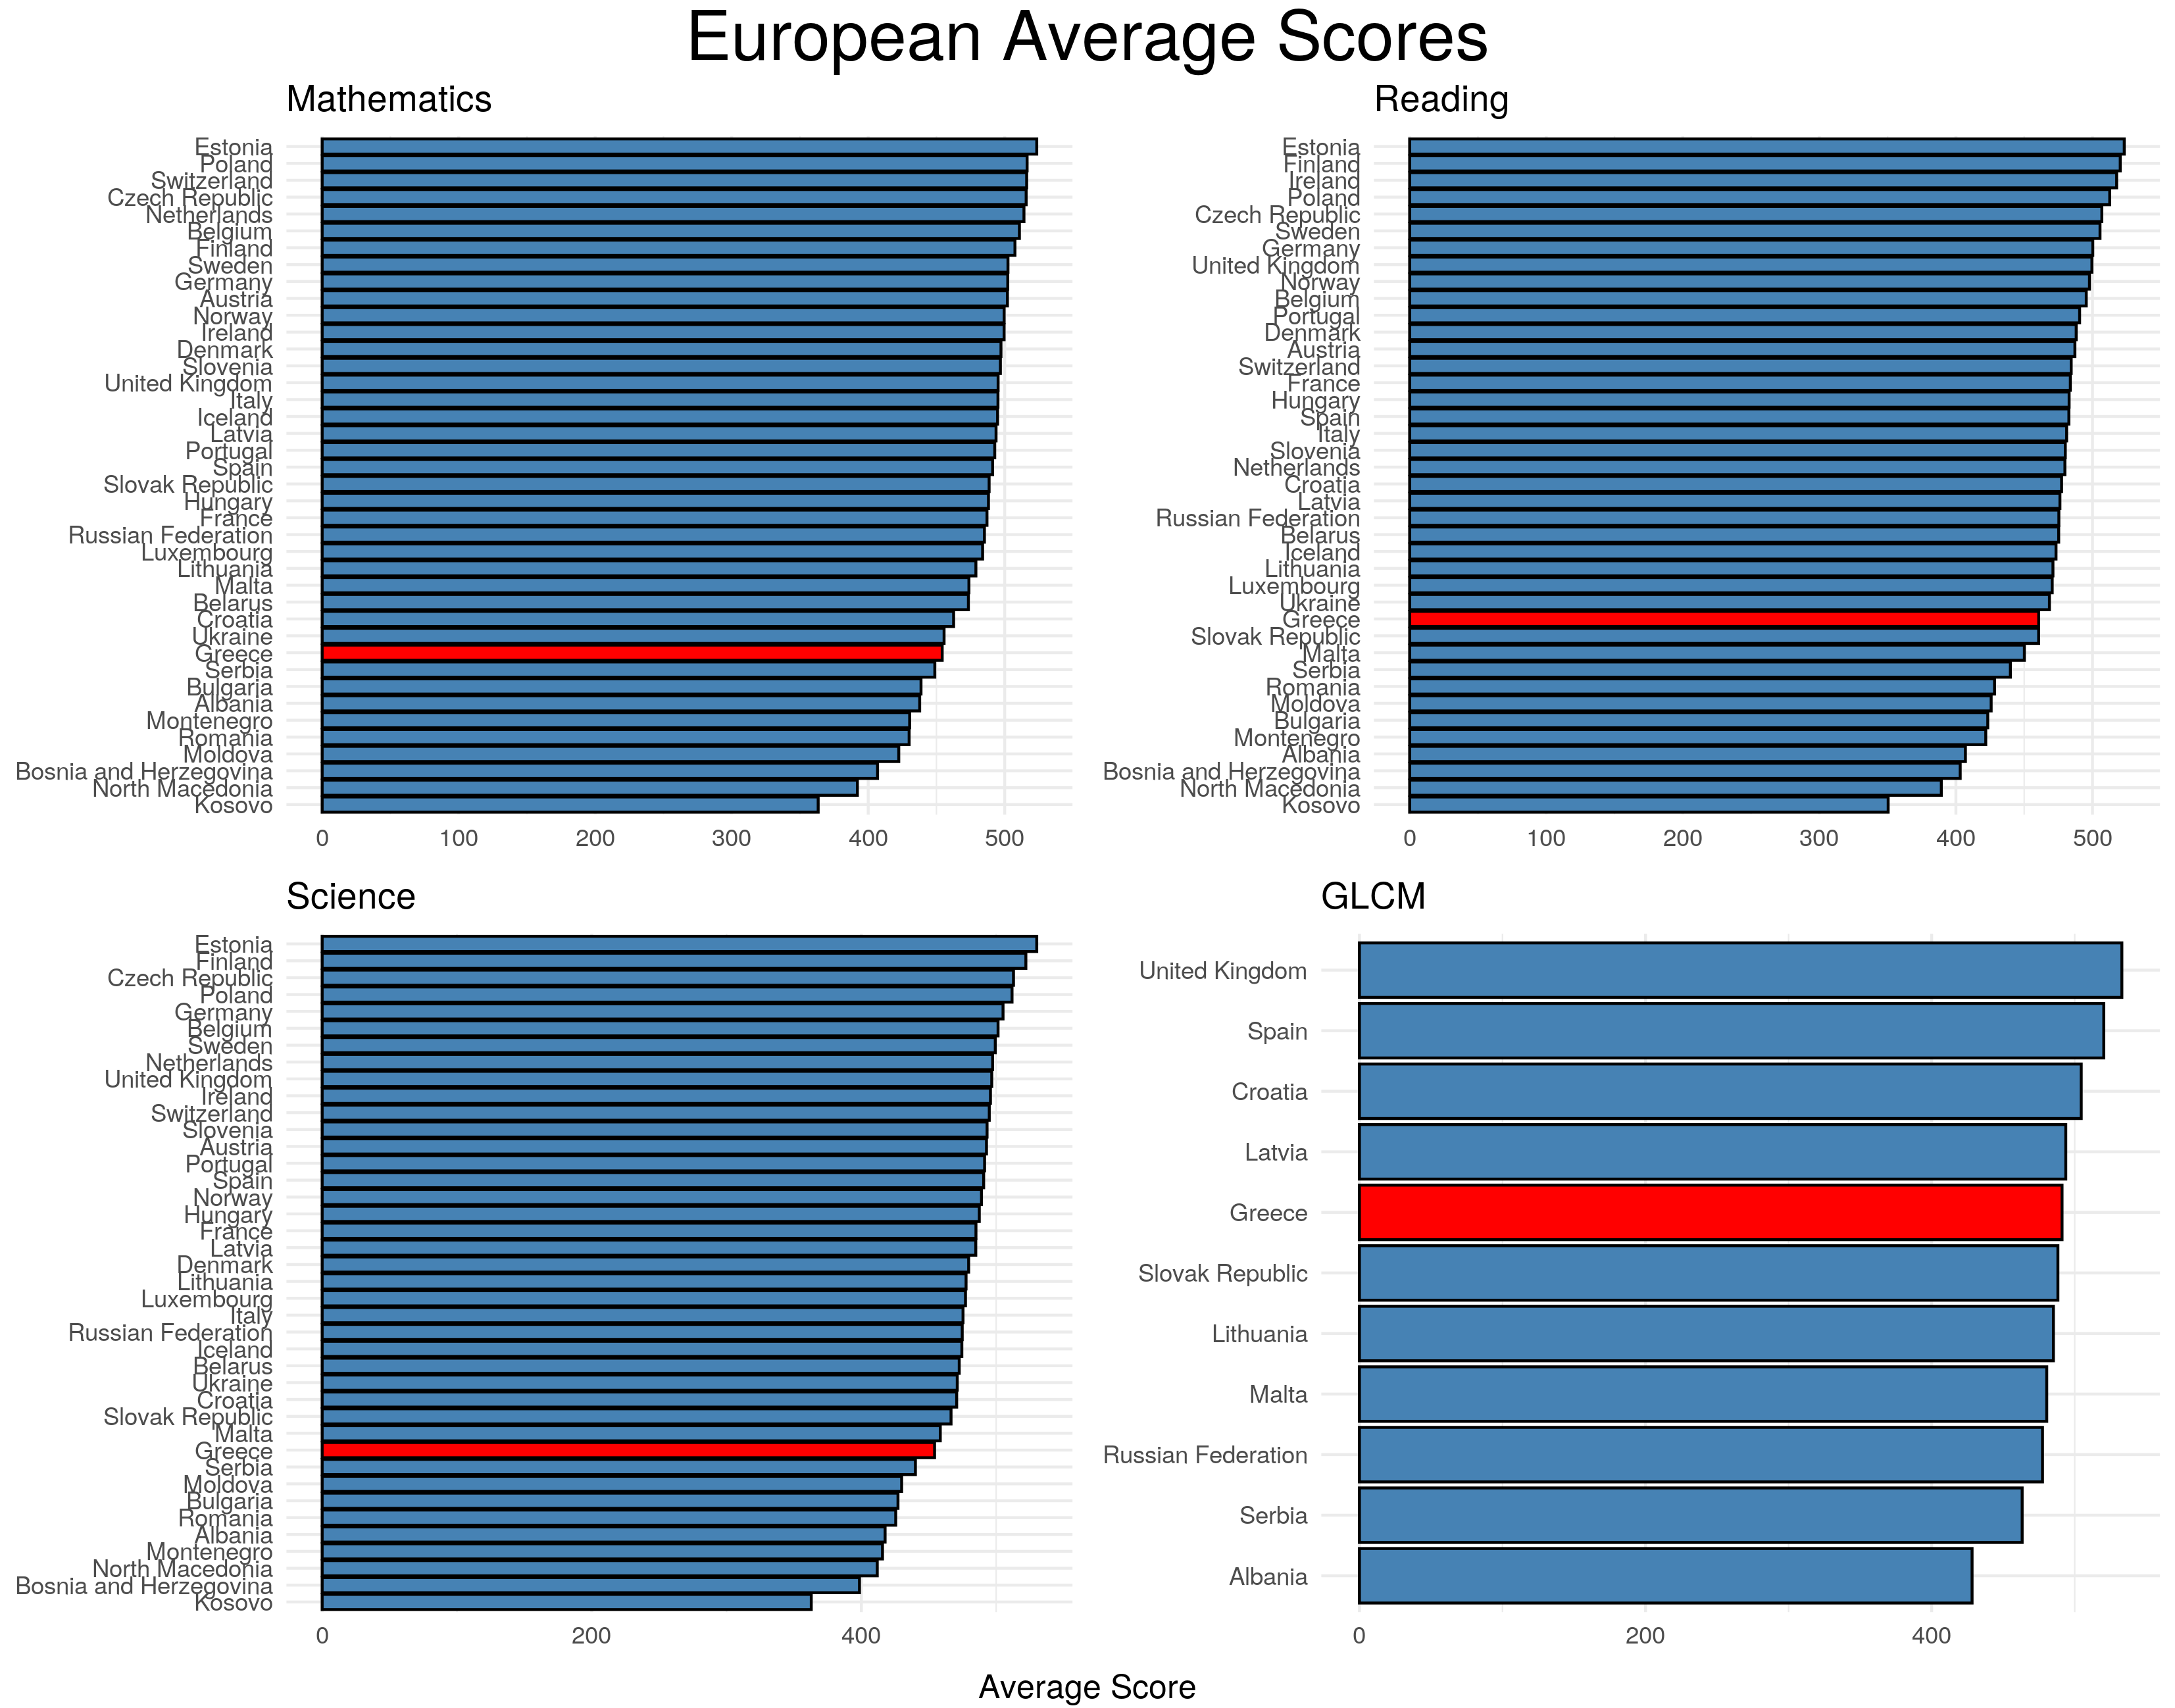 European Average Scores
Mathematics
Estonia
Poland
Switzerland
Czech Republic
Netherlands
Belgium
Finland
Sweden
Germany
Austria
Norway
Ireland
Denmark
Slovenia
United Kingdom
Italy
Iceland
Latvia
Portugal
Spain
Slovak Republic
Hungary
France
Russian Federation
Luxembourg
Lithuania
Malta
Belarus
Croatia
Ukraine
Greece
Serbia
Bulgaria
Albania
Montenegro
Romania
Moldova
Bosnia and Herzegovina
North Macedonia
Kosovo
0 100 200 300 400 500
Reading
Estonia
Finland
Ireland
Poland
Czech Republic
Sweden
Germany
United Kingdom
Norway
Belgium
Portugal
Denmark
Austria
Switzerland
France
Hungary
Spain
Italy
Slovenia
Netherlands
Croatia
Latvia
Russian Federation
Belarus
Iceland
Lithuania
Luxembourg
Ukraine
Greece
Slovak Republic
Malta
Serbia
Romania
Moldova
Bulgaria
Montenegro
Albania
Bosnia and Herzegovina
North Macedonia
Kosovo
0 100 200 300 400 500
Science
Estonia
Finland
Czech Republic
Poland
Germany
Belgium
Sweden
Netherlands
United Kingdom
Ireland
Switzerland
Slovenia
Austria
Portugal
Spain
Norway
Hungary
France
Latvia
Denmark
Lithuania
Luxembourg
Italy
Russian Federation
Iceland
Belarus
Ukraine
Croatia
Slovak Republic
Malta
Greece
Serbia
Moldova
Bulgaria
Romania
Albania
Montenegro
North Macedonia
Bosnia and Herzegovina
Kosovo
0 200 400
GLCM
United Kingdom
Spain
Croatia
Latvia
Greece
Slovak Republic
Lithuania
Malta
Russian Federation
Serbia
Albania
0 200 400
Average Score